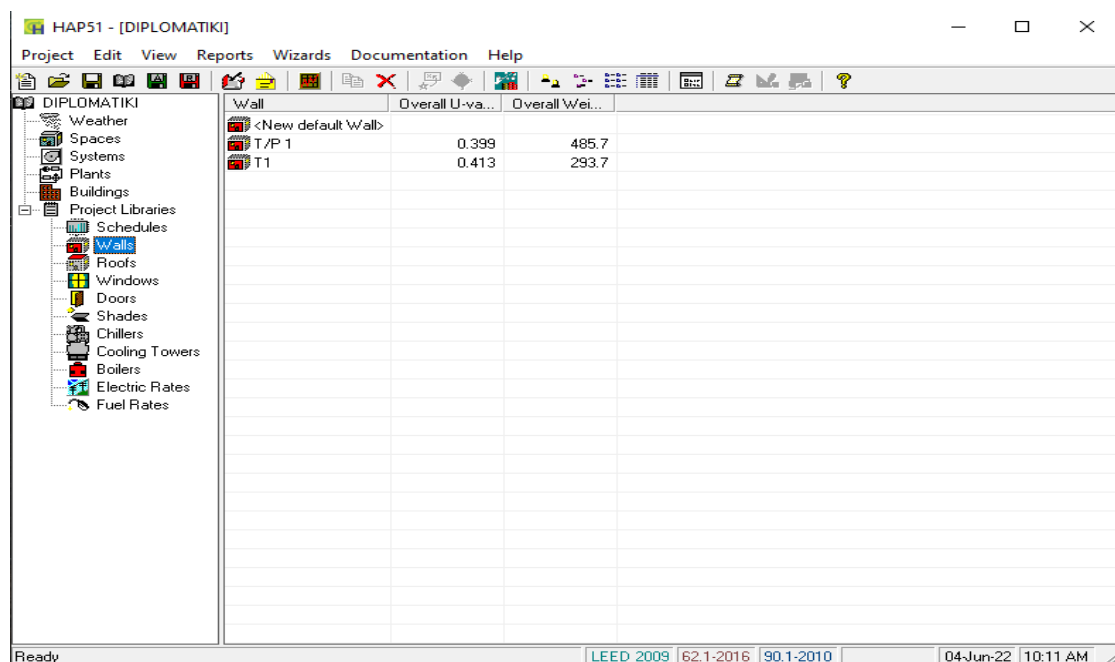 HAP51 - [DIPLOMATIKI]
Project Edit View Reports Wizards Documentation Help
DIPLOMATIKI
Weather
Spaces
Systems
Plants
Buildings
Project Libraries
Schedules
Walls
Roofs
Windows
Doors
Shades
Chillers
Cooling Towers
Boilers
Electric Rates
Fuel Rates
Wall Overall U-va... Overall Wei...
<New default Wall>
T/P 1 0.399 485.7
T1 0.413 293.7
Ready LEED 2009 62.1-2016 90.1-2010 04-Jun-22 10:11 AM